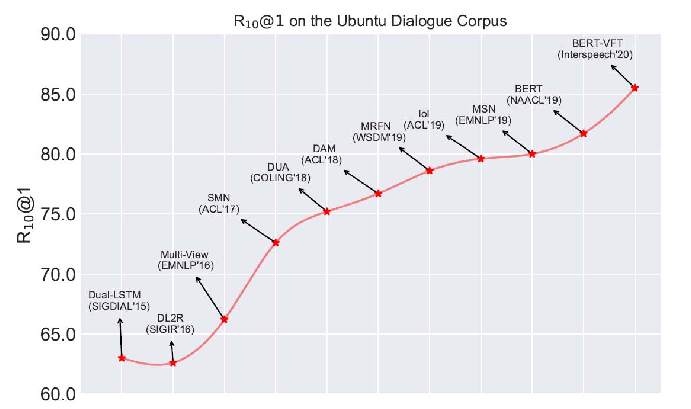 R₁₀@1 on the Ubuntu Dialogue Corpus
R₁₀@1
90.0
85.0
80.0
75.0
70.0
65.0
60.0
Dual-LSTM
(SIGDIAL'15)
DL2R
(SIGIR'16)
Multi-View
(EMNLP'16)
SMN
(ACL'17)
DUA
(COLING'18)
DAM
(ACL'18)
MRFN
(WSDM'19)
IoI
(ACL'19)
MSN
(EMNLP'19)
BERT
(NAACL'19)
BERT-VFT
(Interspeech'20)